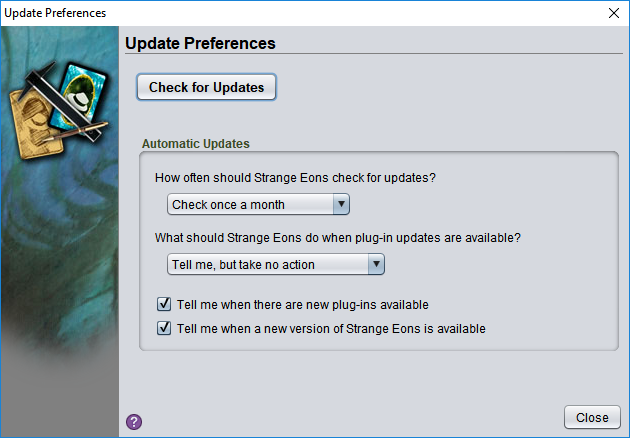 Update Preferences
Update Preferences
Check for Updates
Automatic Updates
How often should Strange Eons check for updates?
Check once a month
What should Strange Eons do when plug-in updates are available?
Tell me, but take no action
Tell me when there are new plug-ins available
Tell me when a new version of Strange Eons is available
?
Close